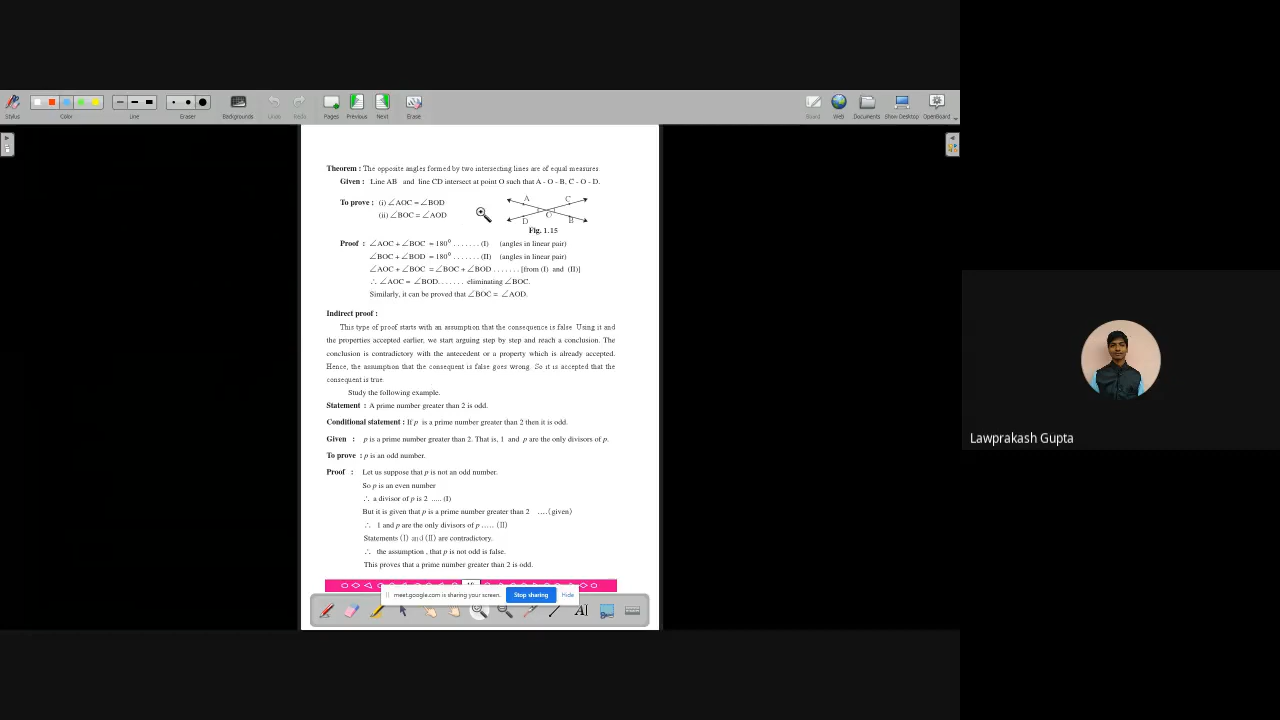 Stylus Color Line Eraser Backgrounds Undo Redo Pages Previous Next Erase Board Web Documents Show Desktop OpenBoard
Theorem : The opposite angles formed by two intersecting lines are of equal measures.
Given : Line AB and line CD intersect at point O such that A - O - B, C - O - D.
To prove : (i) ∠AOC = ∠BOD
(ii) ∠BOC = ∠AOD
A C
O
D B
Fig. 1.15
Proof : ∠AOC + ∠BOC = 180⁰ . . . . . . . (I) (angles in linear pair)
∠BOC + ∠BOD = 180⁰ . . . . . . . (II) (angles in linear pair)
∠AOC + ∠BOC = ∠BOC + ∠BOD . . . . . . . [from (I) and (II)]
∴ ∠AOC = ∠BOD. . . . . . . eliminating ∠BOC.
Similarly, it can be proved that ∠BOC = ∠AOD.
Indirect proof :
This type of proof starts with an assumption that the consequence is false. Using it and
the properties accepted earlier, we start arguing step by step and reach a conclusion. The
conclusion is contradictory with the antecedent or a property which is already accepted.
Hence, the assumption that the consequent is false goes wrong. So it is accepted that the
consequent is true.
Study the following example.
Statement : A prime number greater than 2 is odd.
Conditional statement : If p is a prime number greater than 2 then it is odd.
Given : p is a prime number greater than 2. That is, 1 and p are the only divisors of p.
To prove : p is an odd number.
Proof : Let us suppose that p is not an odd number.
So p is an even number
∴ a divisor of p is 2 ..... (I)
But it is given that p is a prime number greater than 2 ....(given)
∴ 1 and p are the only divisors of p ..... (II)
Statements (I) and (II) are contradictory.
∴ the assumption , that p is not odd is false.
This proves that a prime number greater than 2 is odd.
meet.google.com is sharing your screen. Stop sharing Hide
Lawprakash Gupta